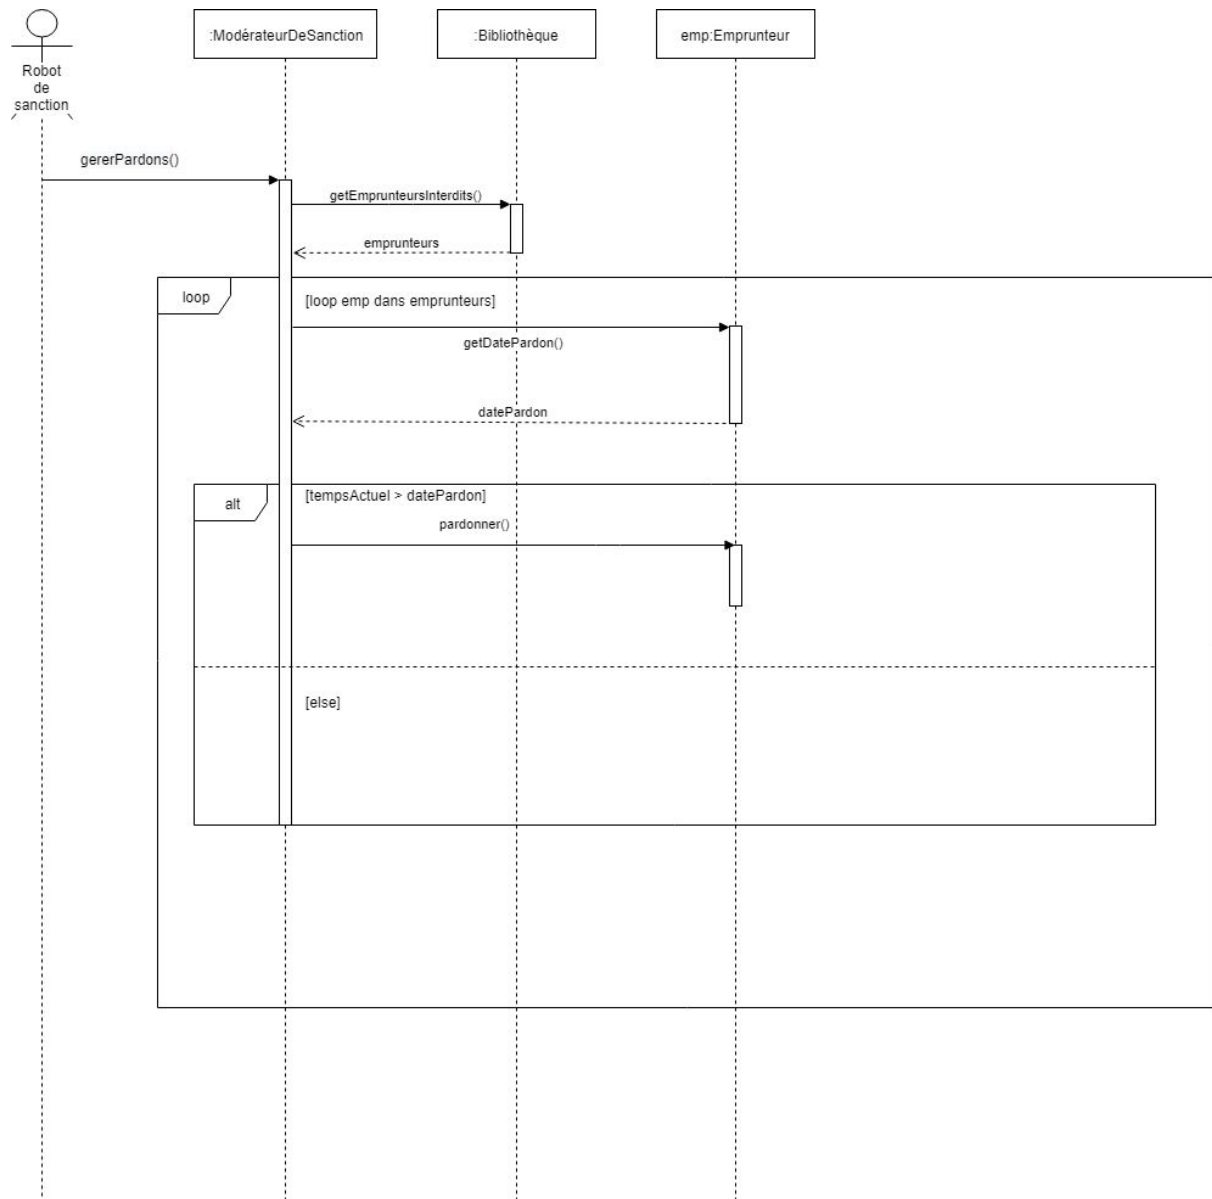 :ModérateurDeSanction
:Bibliothèque
emp:Emprunteur
Robot
de
sanction
gererPardons()
getEmprunteursInterdits()
emprunteurs
loop
[loop emp dans emprunteurs]
getDatePardon()
datePardon
alt
[tempsActuel > datePardon]
pardonner()
[else]